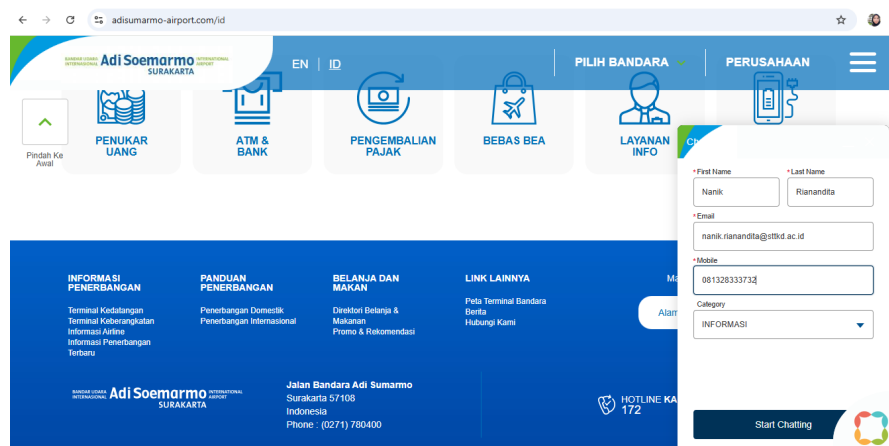 adisumarmo-airport.com/id
BANDAR UDARA INTERNASIONAL Adi Soemarmo INTERNATIONAL AIRPORT
SURAKARTA
EN | ID
PILIH BANDARA
PERUSAHAAN
Pindah Ke
Awal
PENUKAR
UANG
ATM &
BANK
PENGEMBALIAN
PAJAK
BEBAS BEA
LAYANAN
INFO
* First Name
* Last Name
Nanik
Rianandita
* Email
nanik.rianandita@sttkd.ac.id
* Mobile
081328333732
Category
INFORMASI
Start Chatting
INFORMASI
PENERBANGAN
Terminal Kedatangan
Terminal Keberangkatan
Informasi Airline
Informasi Penerbangan
Terbaru
PANDUAN
PENERBANGAN
Penerbangan Domestik
Penerbangan Internasional
BELANJA DAN
MAKAN
Direktori Belanja &
Makanan
Promo & Rekomendasi
LINK LAINNYA
Peta Terminal Bandara
Berita
Hubungi Kami
BANDAR UDARA INTERNASIONAL Adi Soemarmo INTERNATIONAL AIRPORT
SURAKARTA
Jalan Bandara Adi Sumarmo
Surakarta 57108
Indonesia
Phone : (0271) 780400
HOTLINE KA
172